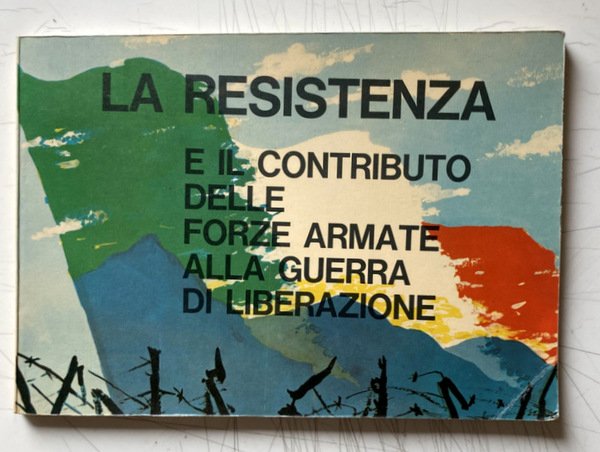 LA RESISTENZA
E IL CONTRIBUTO
DELLE
FORZE ARMATE
ALLA GUERRA
DI LIBERAZIONE